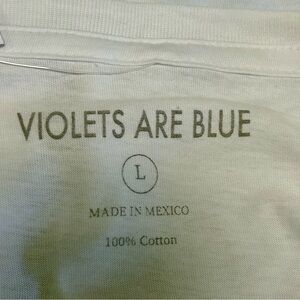 VIOLETS ARE BLUE
L
MADE IN MEXICO
100% Cotton